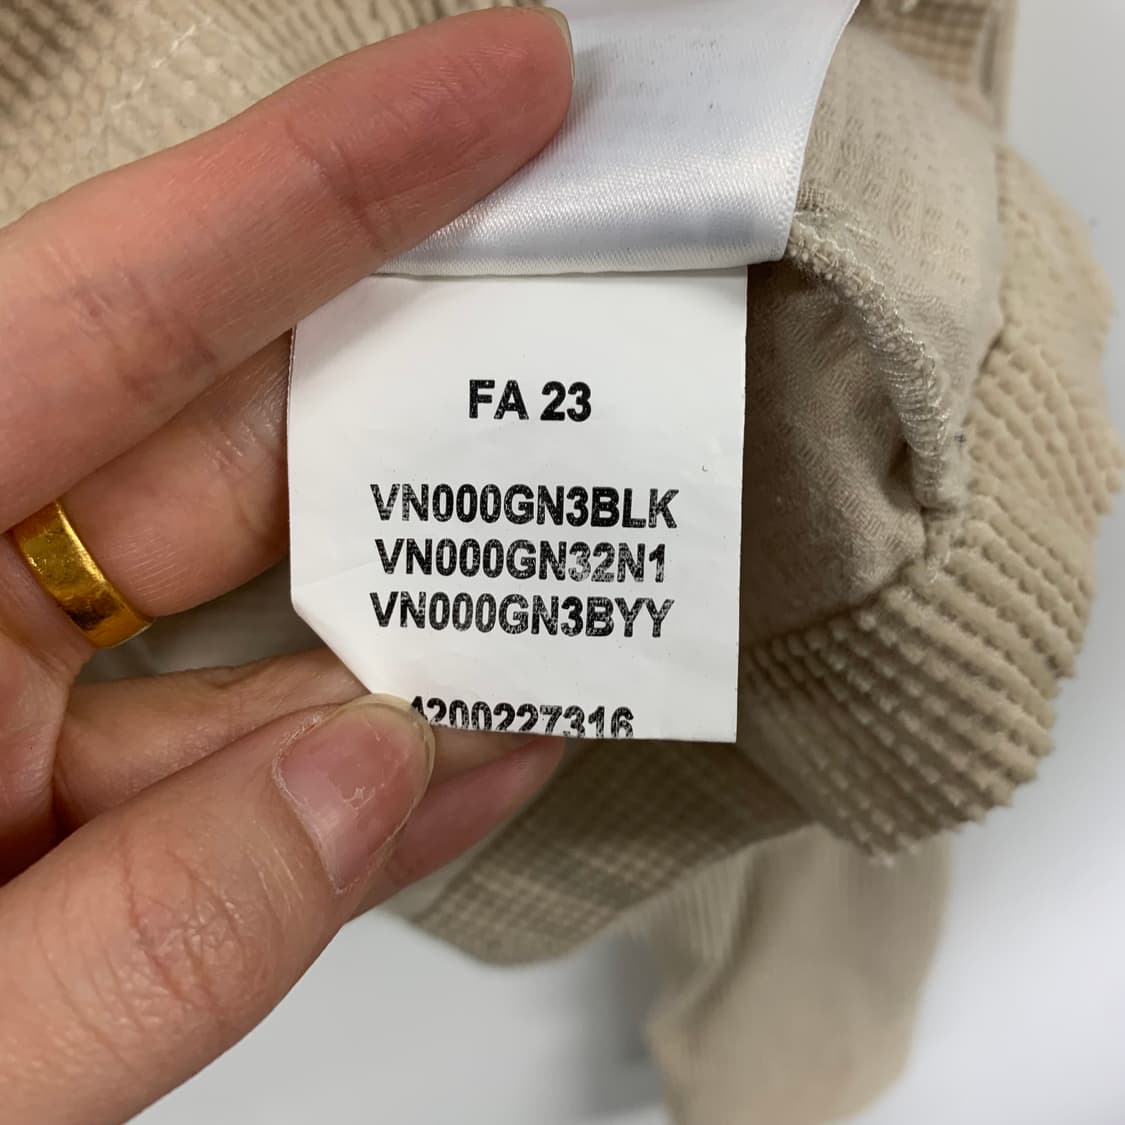 FA 23
VN000GN3BLK
VN000GN32N1
VN000GN3BYY
4200227316